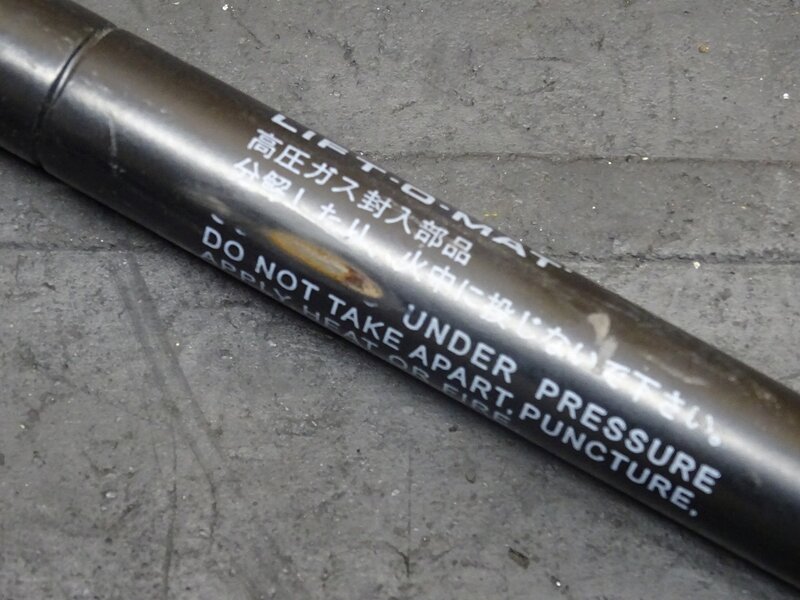 LIFT-O-MAT
高圧ガス封入部品
分解したり、火中に投じないで下さい。
UNDER PRESSURE
DO NOT TAKE APART, PUNCTURE,
APPLY HEAT OR FIRE